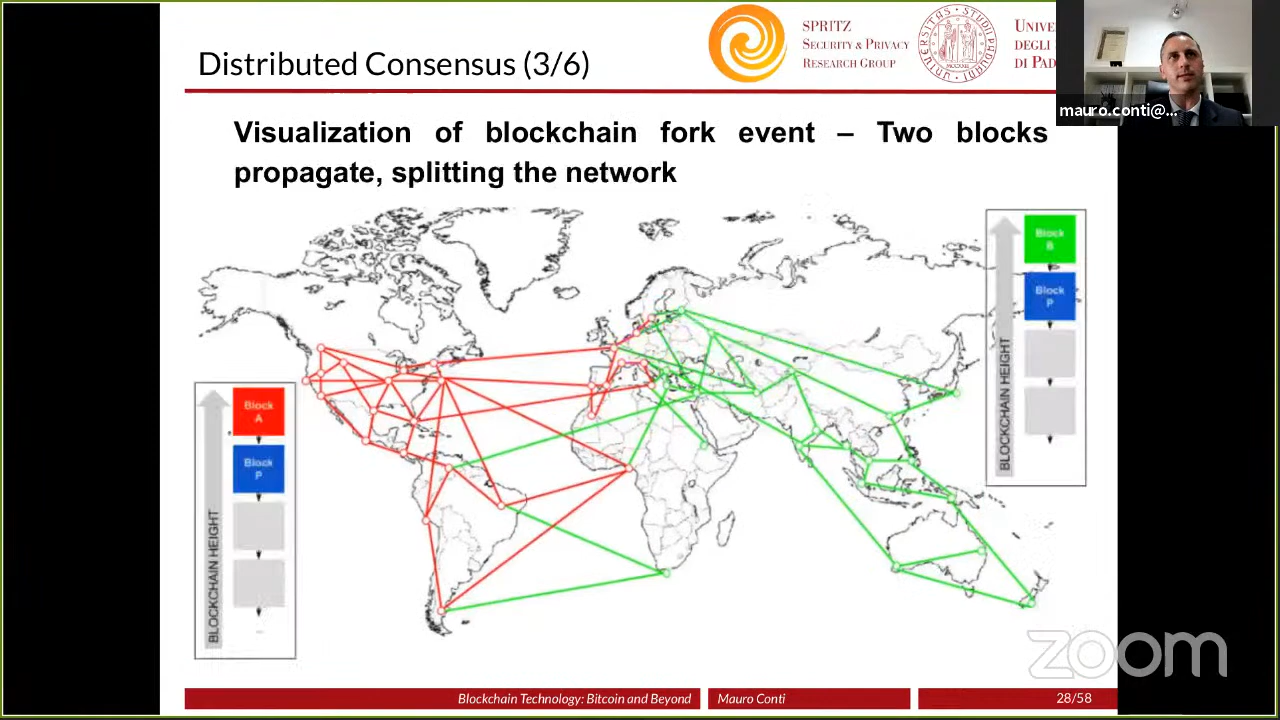 Distributed Consensus (3/6)
SPRITZ
SECURITY & PRIVACY
RESEARCH GROUP
UNIVE
DEGLI
DI PAD
mauro.conti@_...
Visualization of blockchain fork event – Two blocks
propagate, splitting the network
Block
A
Block
P
BLOCKCHAIN HEIGHT
Block
B
Block
P
BLOCKCHAIN HEIGHT
zoom
Blockchain Technology: Bitcoin and Beyond
Mauro Conti
28/58